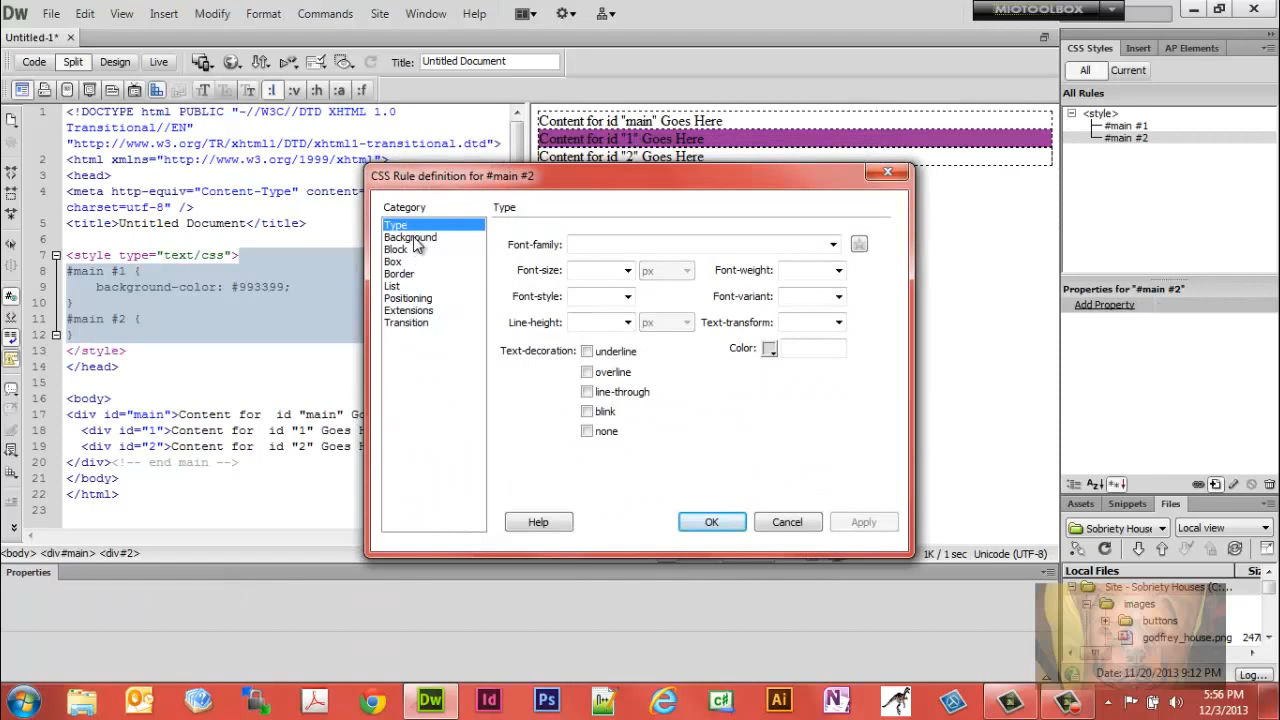 Dw File Edit View Insert Modify Format Commands Site Window Help MIOTOOLBOX
Untitled-1* ×
Code Split Design Live Title: Untitled Document
CSS Styles Insert AP Elements
All Current
All Rules
<style>
#main #1
#main #2
Properties for "#main #2"
Add Property
1 <!DOCTYPE html PUBLIC "-//W3C//DTD XHTML 1.0
Transitional//EN"
"http://www.w3.org/TR/xhtml1/DTD/xhtml1-transitional.dtd">
2 <html xmlns="http://www.w3.org/1999/xhtml">
3 <head>
4 <meta http-equiv="Content-Type" content=
charset=utf-8" />
5 <title>Untitled Document</title>
6
7 <style type="text/css">
8 #main #1 {
9 background-color: #993399;
10 }
11 #main #2 {
12 }
13 </style>
14 </head>
15
16 <body>
17 <div id="main">Content for id "main" Go
18 <div id="1">Content for id "1" Goes H
19 <div id="2">Content for id "2" Goes H
20 </div><!-- end main -->
21 </body>
22 </html>
23
Content for id "main" Goes Here
Content for id "1" Goes Here
Content for id "2" Goes Here
CSS Rule definition for #main #2
Category
Type
Background
Block
Box
Border
List
Positioning
Extensions
Transition
Type
Font-family:
Font-size: px Font-weight:
Font-style: Font-variant:
Line-height: px Text-transform:
Text-decoration: underline Color:
overline
line-through
blink
none
Help OK Cancel Apply
<body> <div#main> <div#2> 1K / 1 sec Unicode (UTF-8)
Properties
Assets Snippets Files
Sobriety House Local view
Local Files Siz
Site - Sobriety Houses (C:...
images
buttons
godfrey_house.png 247
Date: 11/20/2013 9:12 PM Log...
Dw Id Ps C# Ai N
5:56 PM
12/3/2013